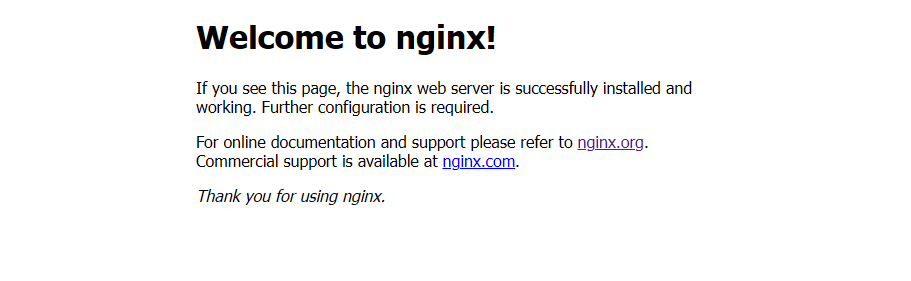 Welcome to nginx!
If you see this page, the nginx web server is successfully installed and
working. Further configuration is required.
For online documentation and support please refer to nginx.org.
Commercial support is available at nginx.com.
Thank you for using nginx.